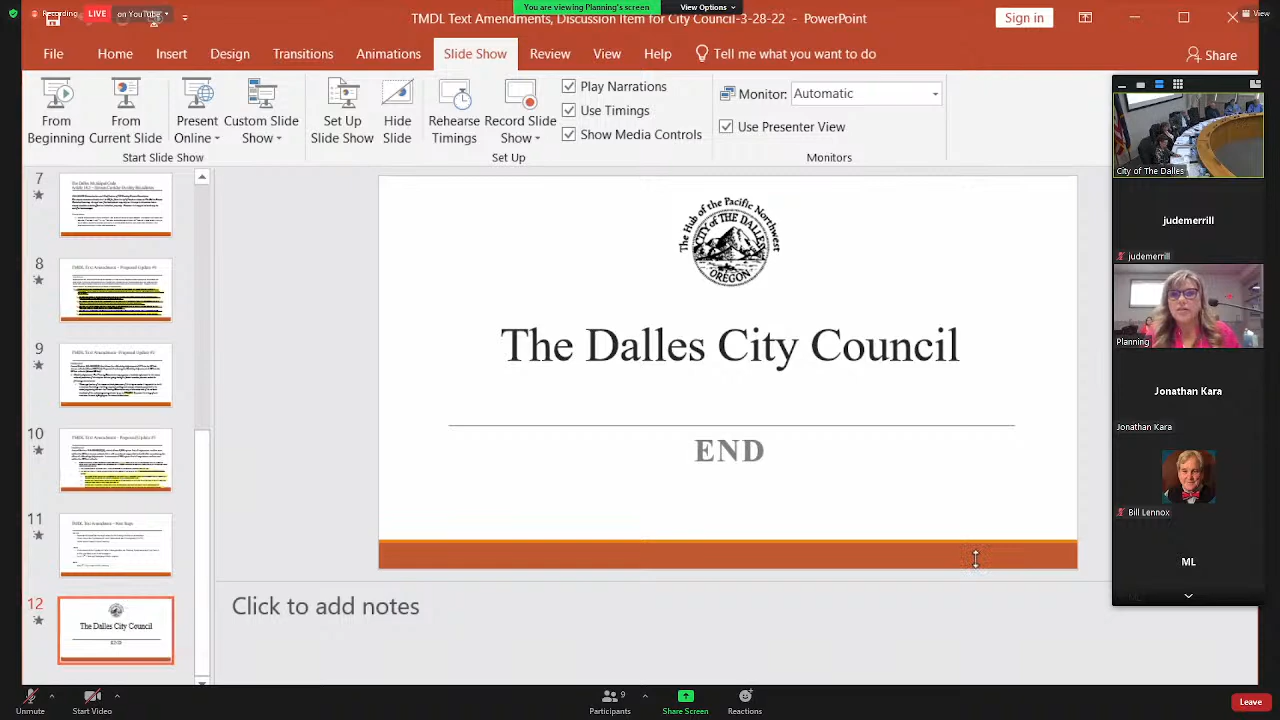 Recording
LIVE
on YouTube
You are viewing Planning's screen
View Options
TMDL Text Amendments, Discussion Item for City Council-3-28-22 - PowerPoint
Sign in
View
File
Home
Insert
Design
Transitions
Animations
Slide Show
Review
View
Help
Tell me what you want to do
Share
From Beginning
From Current Slide
Present Online
Custom Slide Show
Set Up Slide Show
Hide Slide
Rehearse Timings
Record Slide Show
Play Narrations
Use Timings
Show Media Controls
Monitor:
Automatic
Use Presenter View
Start Slide Show
Set Up
Monitors
7
8
9
10
11
12
The Dalles City Council
END
The Hub of the Pacific Northwest
CITY OF THE DALLES
OREGON
The Dalles City Council
END
Click to add notes
City of The Dalles
judemerrill
judemerrill
Planning
Jonathan Kara
Jonathan Kara
Bill Lennox
ML
Unmute
Start Video
9
Participants
Share Screen
Reactions
Leave